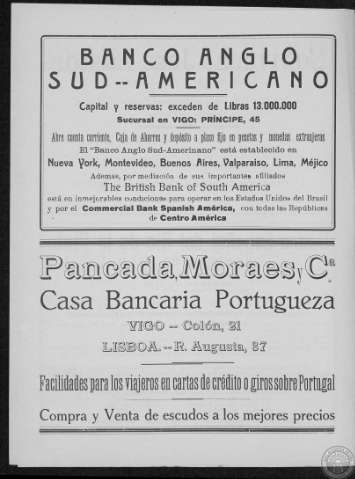 BANCO ANGLO
SUD--AMERICANO
Capital y reservas: exceden de Libras 13.000.000
Sucursal en VIGO: PRÍNCIPE, 45
Abre cuenta corriente, Caja de Ahorros y depósito a plazo fijo en pesetas y monedas extranjeras
El "Banco Anglo Sud-Amerinano" está establecido en
Nueva York, Montevideo, Buenos Aires, Valparaiso, Lima, Méjico
Ademas, por mediación de sus importantes afiliados
The British Bank of South America
está en inmejorables condiciones para operar en los Estados Unidos del Brasil
y por el Commercial Bank Spanish América, con todas las Repúblicas
de Centro América
Pancada, Moraes y C.ía
Casa Bancaria Portugueza
VIGO -- Colón, 21
LISBOA.--R. Augusta, 37
Facilidades para los viajeros en cartas de crédito o giros sobre Portugal
Compra y Venta de escudos a los mejores precios